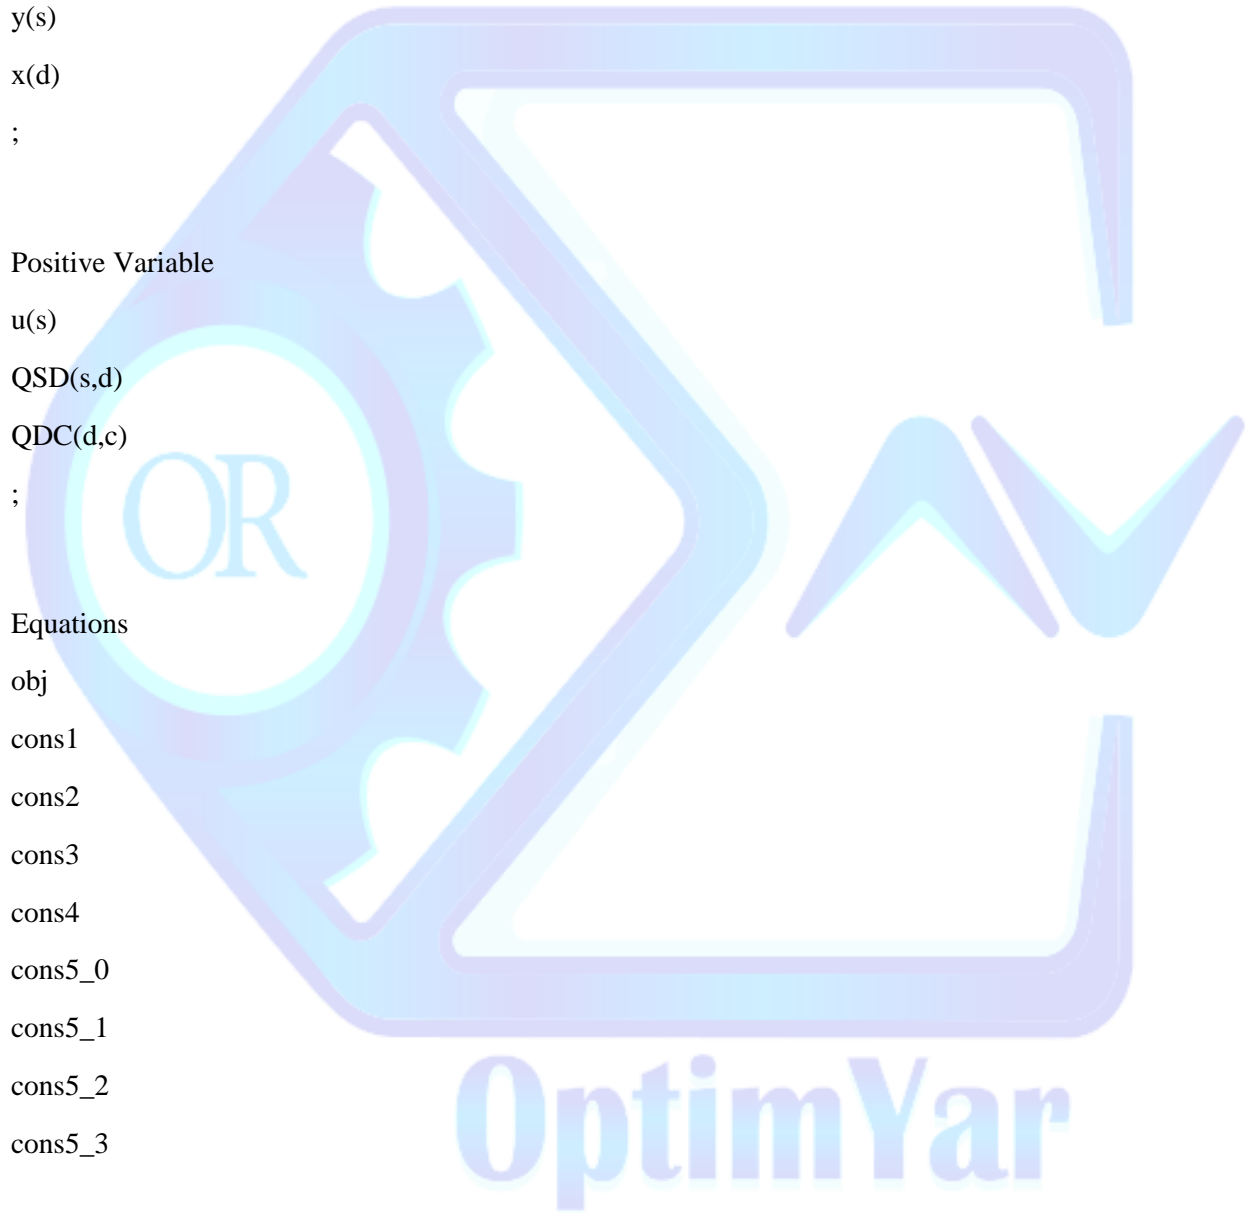 y(s)
x(d)
;
Positive Variable
u(s)
QSD(s,d)
QDC(d,c)
;
OR
Equations
obj
cons1
cons2
cons3
cons4
cons5_0
cons5_1
cons5_2
cons5_3
OptimYar